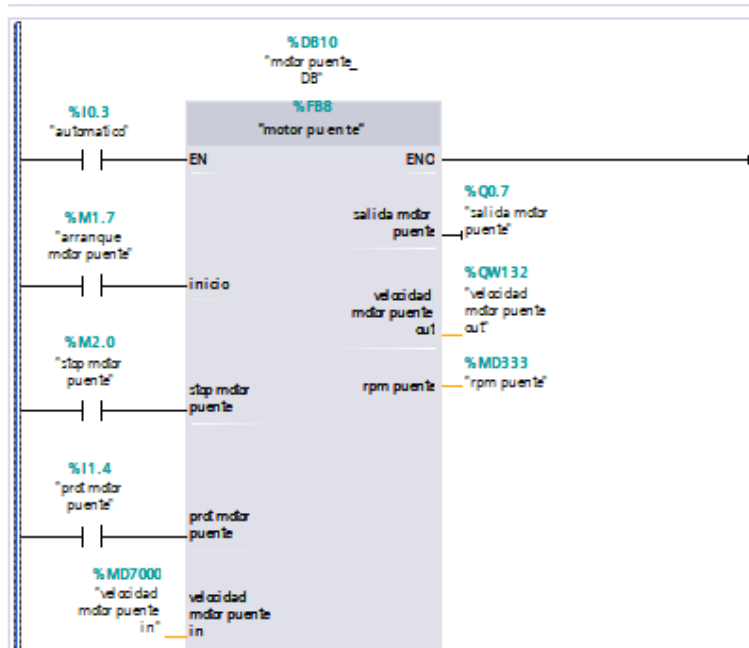 %DB10
"motor puente_
DB"
%FB8
"motor puente"
%I0.3
"automatico"
EN
ENO
%M1.7
"arranque
motor puente"
inicio
salida motor
puente
%Q0.7
"salida motor
puente"
velocidad
motor puente
out
%QW132
"velocidad
motor puente
out"
%M2.0
"stop motor
puente"
stop motor
puente
rpm puente
%MD333
"rpm puente"
%I1.4
"prot motor
puente"
prot motor
puente
%MD7000
"velocidad
motor puente
in"
velocidad
motor puente
in